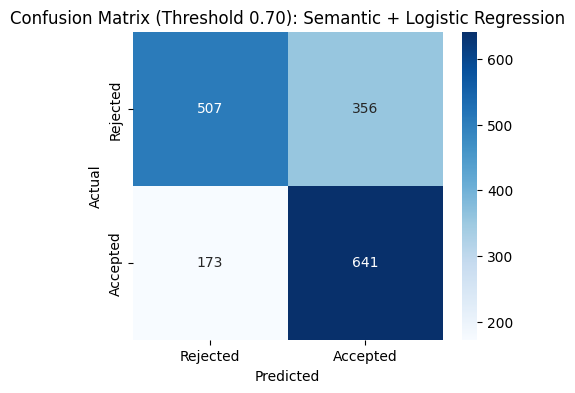 Confusion Matrix (Threshold 0.70): Semantic + Logistic Regression
Actual
Rejected
507
356
Accepted
173
641
Rejected
Accepted
Predicted
600
500
400
300
200